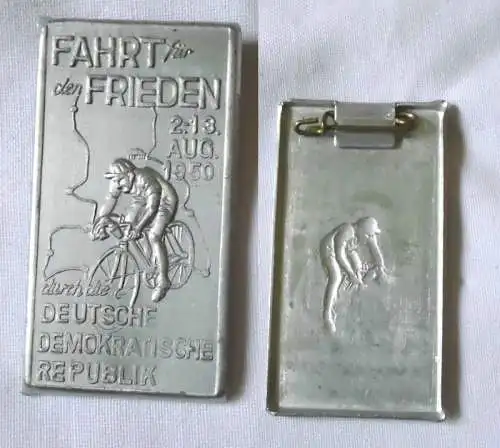 FAHRT für
den FRIEDEN
2.-13.
AUG.
1950
durch die
DEUTSCHE
DEMOKRATISCHE
REPUBLIK